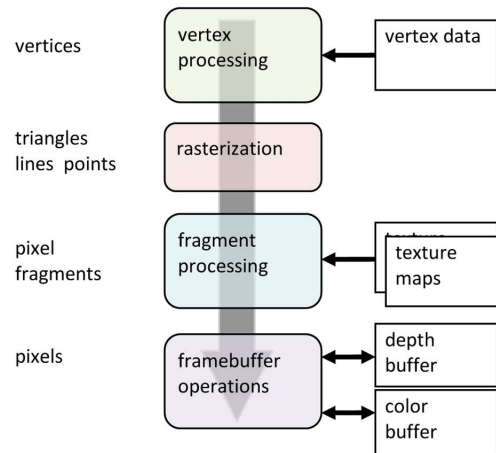 vertices
vertex
processing
vertex data
triangles
lines points
rasterization
pixel
fragments
fragment
processing
texture
maps
pixels
framebuffer
operations
depth
buffer
color
buffer